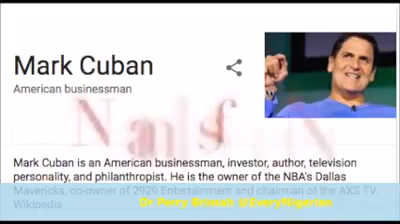 Mark Cuban
American businessman
Mark Cuban is an American businessman, investor, author, television
personality, and philanthropist. He is the owner of the NBA's Dallas
Mavericks, co-owner of 2929 Entertainment and chairman of the AXS TV.
Wikipedia
Dr Perry Brimah @EveryNigerian